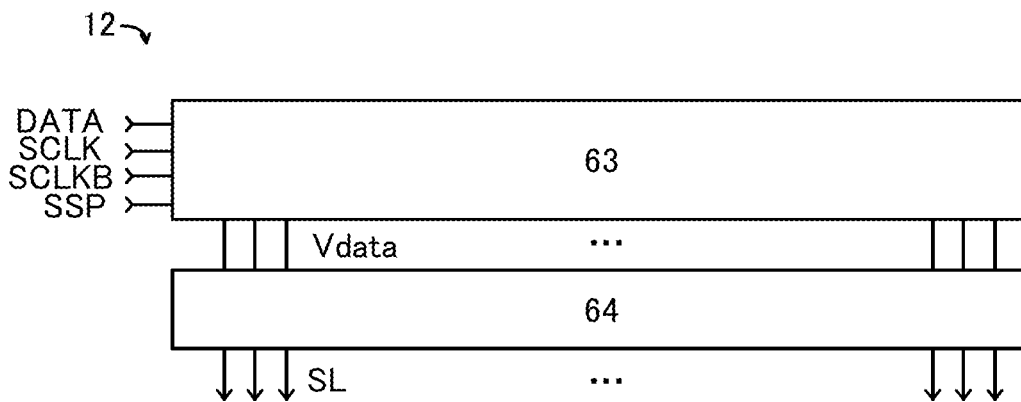 12
DATA
SCLK
SCLKB
SSP
63
Vdata ...
64
SL ...